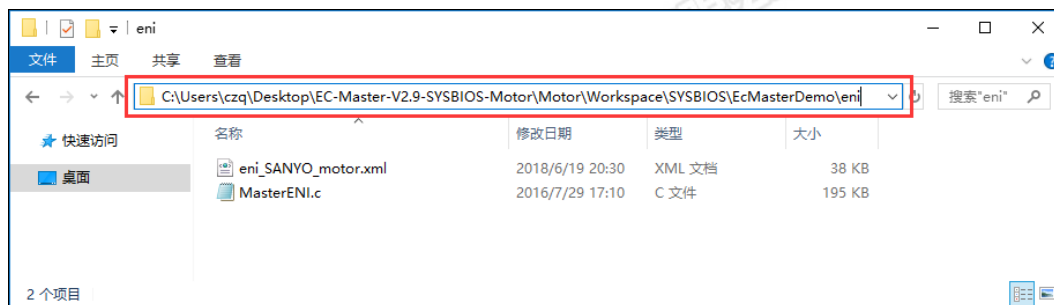 eni
文件 主页 共享 查看
C:\Users\czq\Desktop\EC-Master-V2.9-SYSBIOS-Motor\Motor\Workspace\SYSBIOS\EcMasterDemo\eni 搜索"eni"
快速访问 名称 修改日期 类型 大小
eni_SANYO_motor.xml 2018/6/19 20:30 XML 文档 38 KB
桌面
MasterENI.c 2016/7/29 17:10 C 文件 195 KB
2 个项目